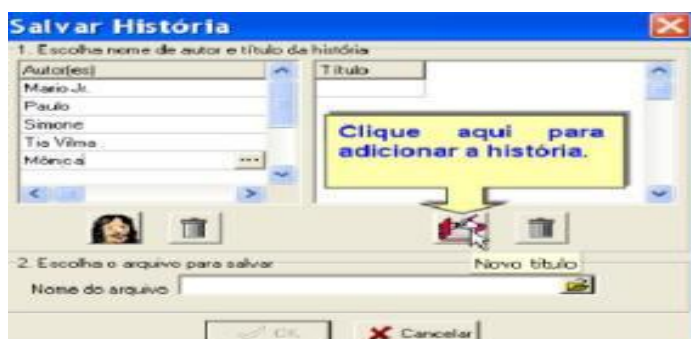 Salvar História
1. Escolha nome de autor e título da história
Autor(es)
Título
Mario Jr.
Paulo
Simone
Tia Vilma
Mônica
...
Clique aqui para
adicionar a história.
Novo título
2. Escolha o arquivo para salvar
Nome do arquivo
OK
Cancelar